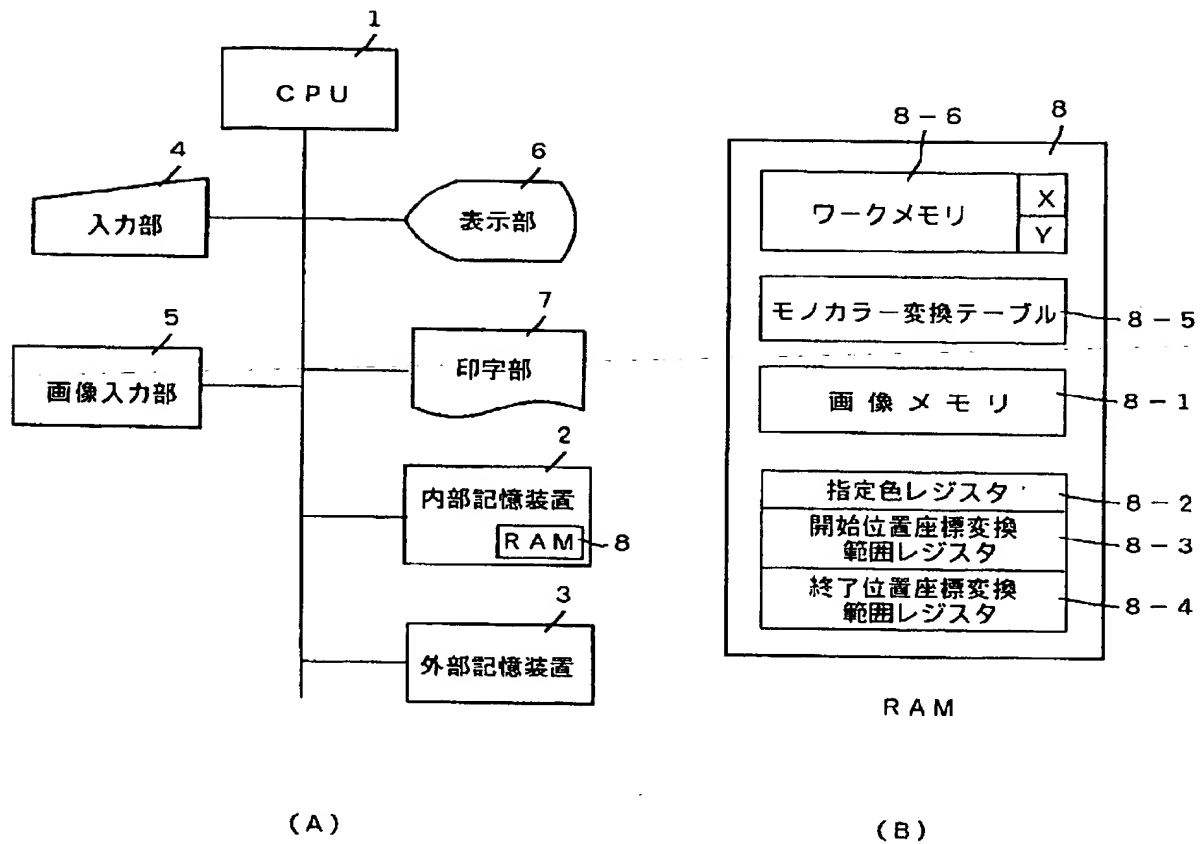 1
CPU
4
入力部
6
表示部
5
画像入力部
7
印字部
2
内部記憶装置
RAM
8
3
外部記憶装置
(A)
8-6
8
ワークメモリ
X
Y
モノカラー変換テーブル
8-5
画像メモリ
8-1
指定色レジスタ
8-2
開始位置座標変換
範囲レジスタ
8-3
終了位置座標変換
範囲レジスタ
8-4
RAM
(B)